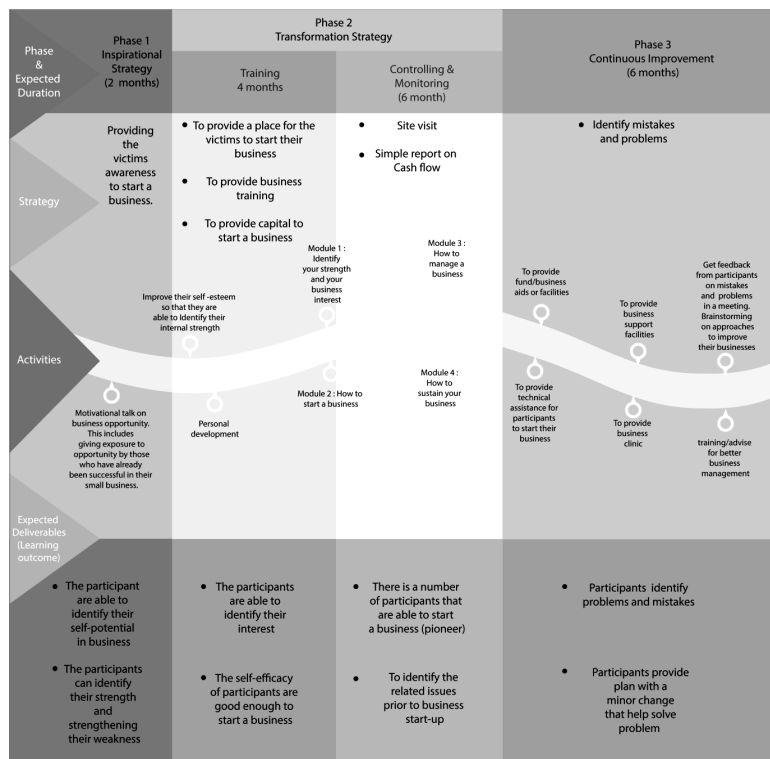 Phase
&
Expected
Duration
Phase 1
Inspirational
Strategy
(2 months)
Phase 2
Transformation Strategy
Training
4 months
Controlling &
Monitoring
(6 month)
Phase 3
Continuous Improvement
(6 months)
Strategy
Providing
the
victims
awareness
to start a
business.
• To provide a place for the
victims to start their
business
• To provide business
training
• To provide capital to
start a business
• Site visit
• Simple report on
Cash flow
• Identify mistakes
and problems
Activities
Motivational talk on
business opportunity.
This includes
giving exposure to
opportunity by those
who have already
been successful in their
small business.
Improve their self -esteem
so that they are
able to Identify their
internal strength
Personal
development
Module 1 :
Identify
your strength
and your
business
interest
Module 2 : How to
start a business
Module 3 :
How to
manage a
business
Module 4 :
How to
sustain your
business
To provide
fund/business
aids or facilities
To provide
technical
assistance for
participants
to start their
business
To provide
business
support
facilities
To provide
business
clinic
Get feedback
from participants
on mistakes
and problems
in a meeting.
Brainstorming
on approaches
to improve
their businesses
training/advise
for better
business
management
Expected
Deliverables
(Learning
outcome)
• The participant
are able to
identify their
self-potential
in business
• The participants
can identify
their strength
and
strengthening
their weakness
• The participants
are able to
identify their
interest
• The self-efficacy
of participants are
good enough to
start a business
• There is a number
of participants that
are able to start
a business (pioneer)
• To identify the
related issues
prior to business
start-up
• Participants identify
problems and mistakes
• Participants provide
plan with a
minor change
that help solve
problem